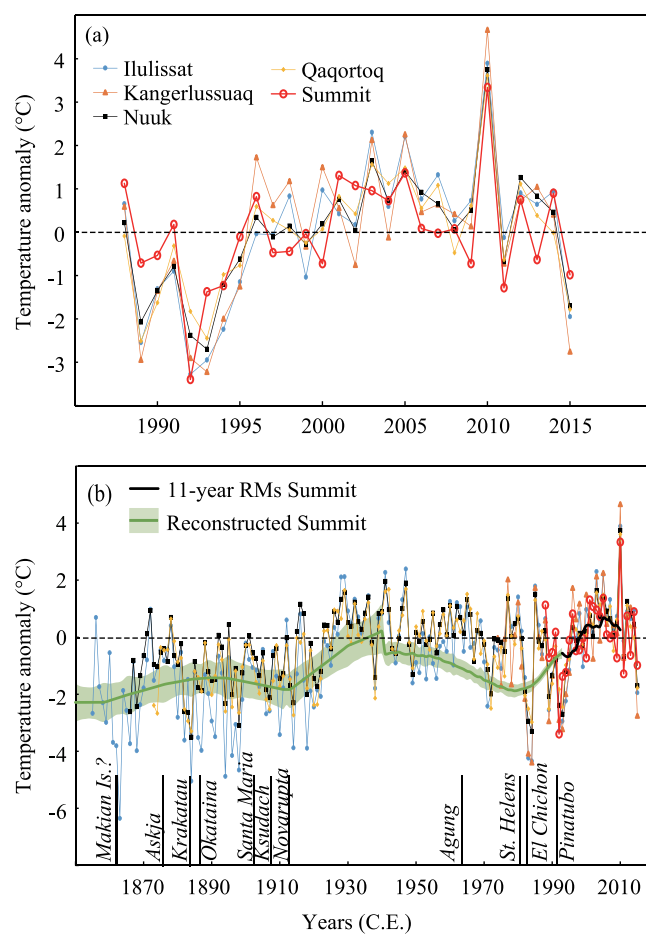 (a)
Ilulissat
Kangerlussuaq
Nuuk
Qaqortoq
Summit
Temperature anomaly (°C)
4
3
2
1
0
-1
-2
-3
1990
1995
2000
2005
2010
2015
(b)
11-year RMs Summit
Reconstructed Summit
Temperature anomaly (°C)
4
2
0
-2
-4
-6
Makian Is.?
Askja
Krakatau
Okataina
Santa Maria
Ksudach
Novarupta
Agung
St. Helens
El Chichon
Pinatubo
1870
1890
1910
1930
1950
1970
1990
2010
Years (C.E.)